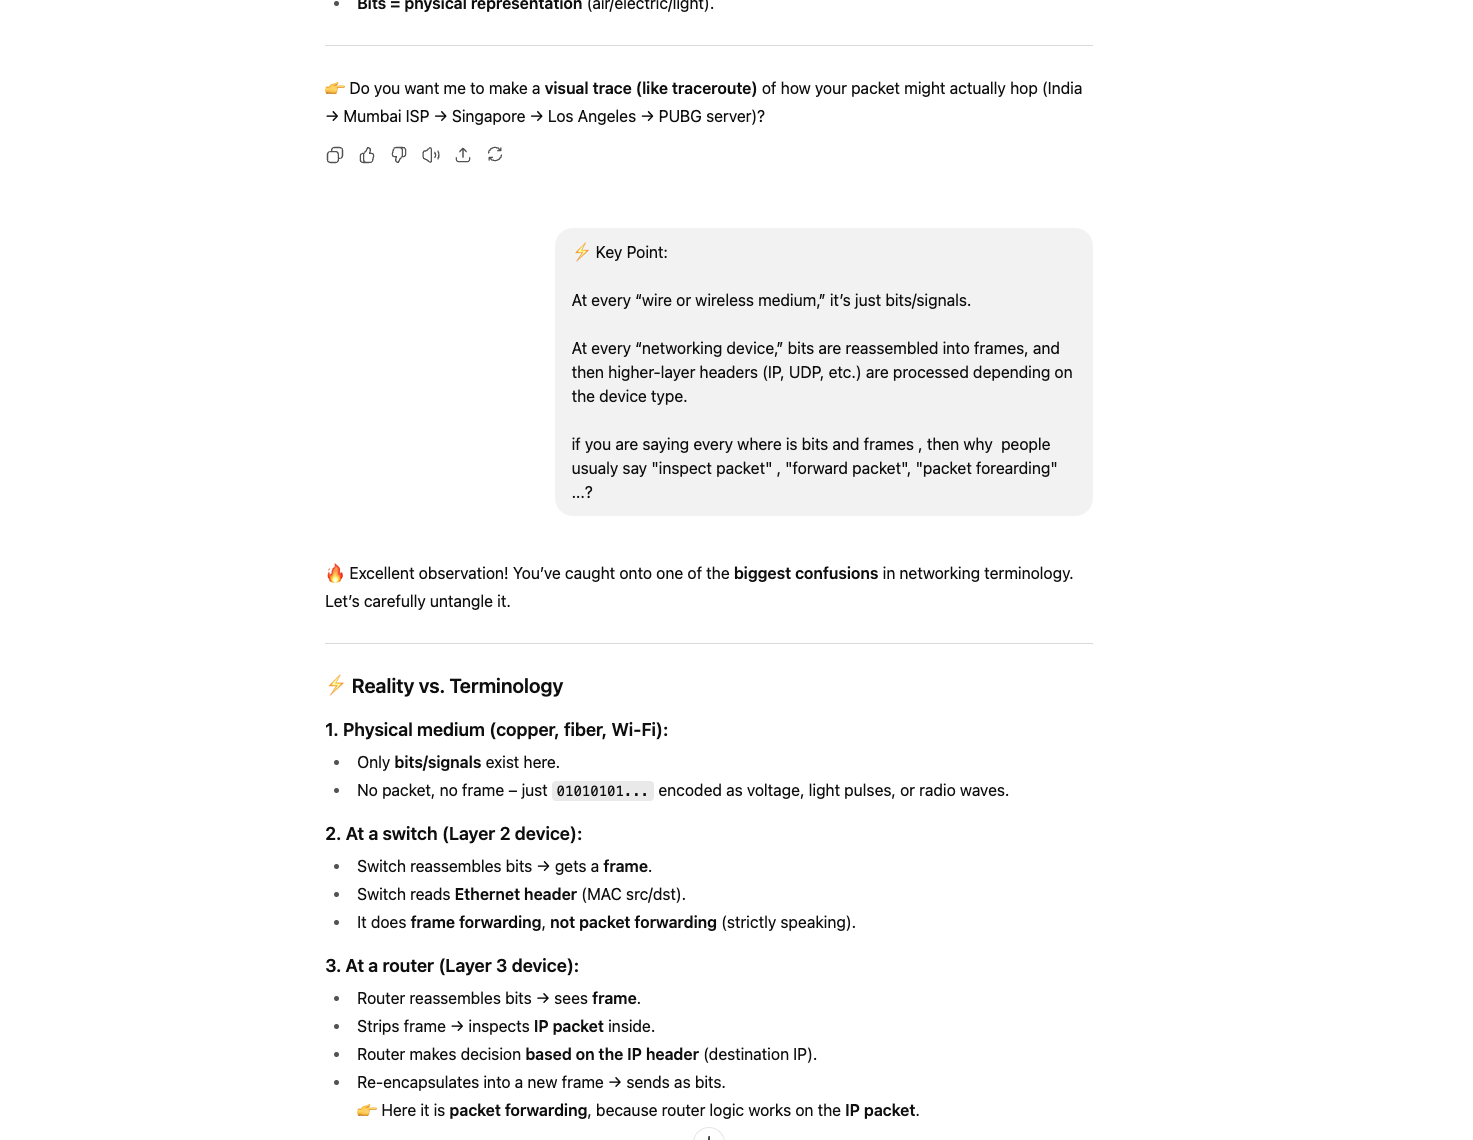 • Bits = physical representation (air/electric/light).
👉 Do you want me to make a visual trace (like traceroute) of how your packet might actually hop (India
→ Mumbai ISP → Singapore → Los Angeles → PUBG server)?
⚡ Key Point:
At every “wire or wireless medium,” it’s just bits/signals.
At every “networking device,” bits are reassembled into frames, and
then higher-layer headers (IP, UDP, etc.) are processed depending on
the device type.
if you are saying every where is bits and frames , then why  people
usualy say "inspect packet" , "forward packet", "packet forearding"
...?
🔥 Excellent observation! You’ve caught onto one of the biggest confusions in networking terminology.
Let’s carefully untangle it.
⚡ Reality vs. Terminology
1. Physical medium (copper, fiber, Wi-Fi):
• Only bits/signals exist here.
• No packet, no frame – just 01010101... encoded as voltage, light pulses, or radio waves.
2. At a switch (Layer 2 device):
• Switch reassembles bits → gets a frame.
• Switch reads Ethernet header (MAC src/dst).
• It does frame forwarding, not packet forwarding (strictly speaking).
3. At a router (Layer 3 device):
• Router reassembles bits → sees frame.
• Strips frame → inspects IP packet inside.
• Router makes decision based on the IP header (destination IP).
• Re-encapsulates into a new frame → sends as bits.
👉 Here it is packet forwarding, because router logic works on the IP packet.